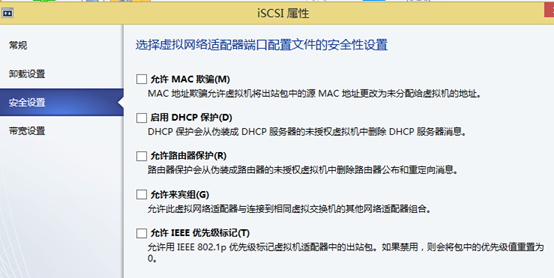 iSCSI 属性
常规
卸载设置
安全设置
带宽设置
选择虚拟网络适配器端口配置文件的安全性设置
允许 MAC 欺骗(M)
MAC 地址欺骗允许虚拟机将出站包中的源 MAC 地址更改为未分配给虚拟机的地址。
启用 DHCP 保护(D)
DHCP 保护会从伪装成 DHCP 服务器的未授权虚拟机中删除 DHCP 服务器消息。
允许路由器保护(R)
路由器保护会从伪装成路由器的未授权虚拟机中删除路由器公布和重定向消息。
允许来宾组(G)
允许此虚拟网络适配器与连接到相同虚拟交换机的其他网络适配器组合。
允许 IEEE 优先级标记(T)
允许用 IEEE 802.1p 优先级标记虚拟机适配器中的出站包。如果禁用，则会将包中的优先级值重置为
0。